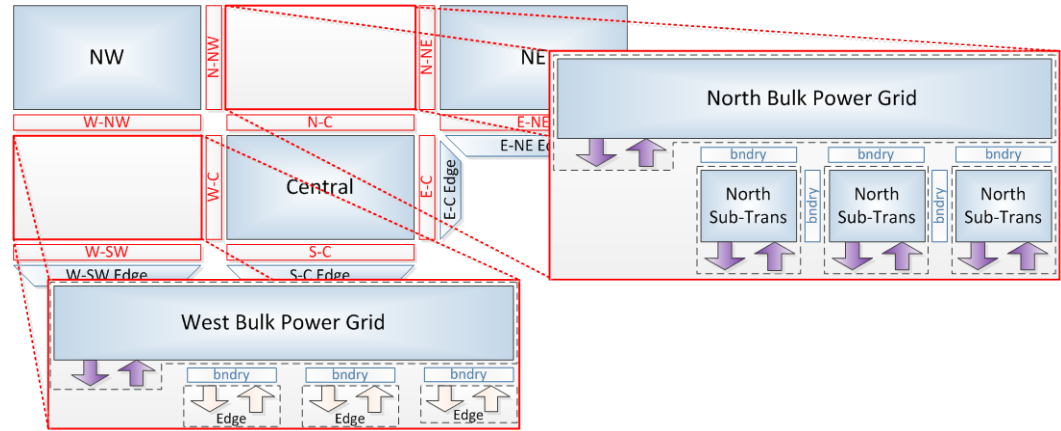 NW
N-NW
N-NE
NE
W-NW
N-C
E-NE
E-NE Ed
W-C
Central
E-C
E-C Edge
W-SW
S-C
W-SW Edge
S-C Edge
North Bulk Power Grid
bndry
bndry
bndry
North
Sub-Trans
bndry
North
Sub-Trans
bndry
North
Sub-Trans
West Bulk Power Grid
bndry
bndry
bndry
Edge
Edge
Edge